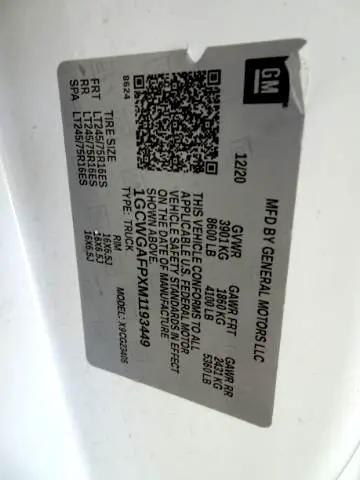 GM
MFD BY GENERAL MOTORS LLC
12/20 GVWR GAWR FRT GAWR RR
3901 KG 1860 KG 2431 KG
8600 LB 4100 LB 5360 LB
THIS VEHICLE CONFORMS TO ALL
APPLICABLE U.S. FEDERAL MOTOR
VEHICLE SAFETY STANDARDS IN EFFECT
ON THE DATE OF MANUFACTURE
SHOWN ABOVE.
1GCWGAFPXM1193449
TYPE: TRUCK MODEL: X9CG23405
8624
TIRE SIZE RIM
FRT LT245/75R16ES 16X6.5J
RR LT245/75R16ES 16X6.5J
SPA LT245/75R16ES 16X6.5J